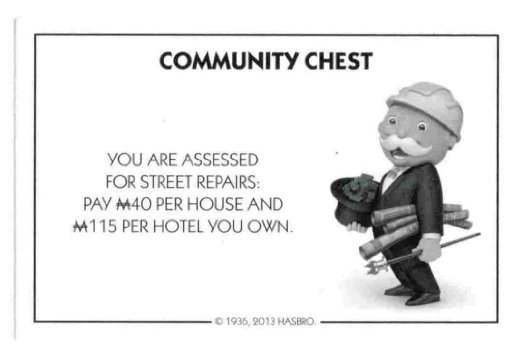 COMMUNITY CHEST
YOU ARE ASSESSED
FOR STREET REPAIRS:
PAY ₩40 PER HOUSE AND
₩115 PER HOTEL YOU OWN.
© 1936, 2013 HASBRO.